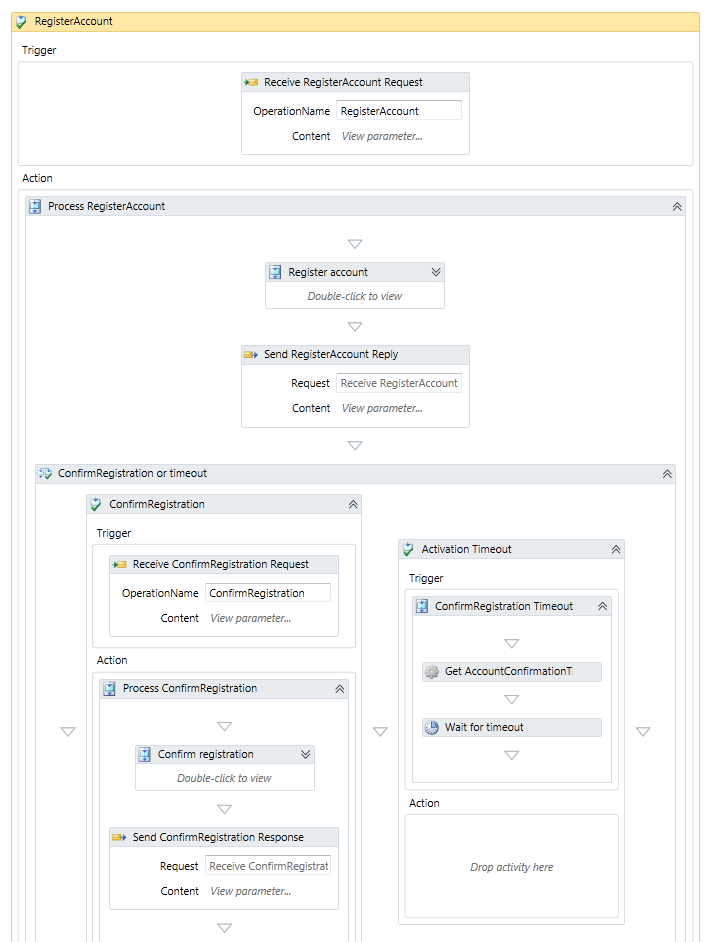 RegisterAccount
Trigger
Receive RegisterAccount Request
OperationName RegisterAccount
Content View parameter...
Action
Process RegisterAccount
Register account
Double-click to view
Send RegisterAccount Reply
Request Receive RegisterAccount
Content View parameter...
ConfirmRegistration or timeout
ConfirmRegistration
Trigger
Receive ConfirmRegistration Request
OperationName ConfirmRegistration
Content View parameter...
Action
Process ConfirmRegistration
Confirm registration
Double-click to view
Send ConfirmRegistration Response
Request Receive ConfirmRegistrat
Content View parameter...
Activation Timeout
Trigger
ConfirmRegistration Timeout
Get AccountConfirmationT
Wait for timeout
Action
Drop activity here